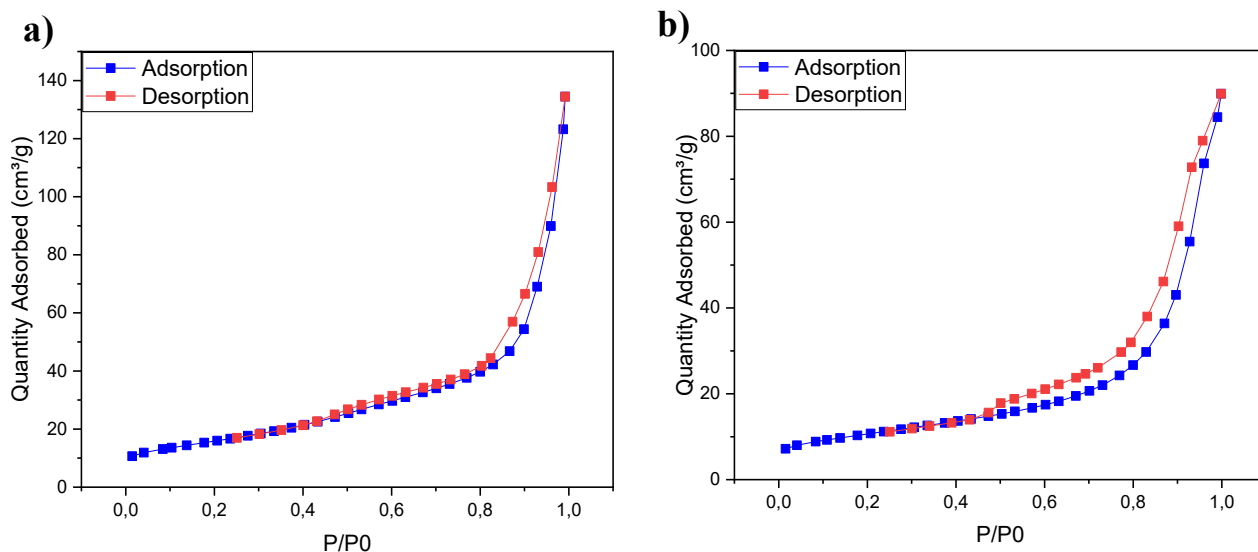 a)
Adsorption
Desorption
Quantity Adsorbed (cm³/g)
140
120
100
80
60
40
20
0
0,0 0,2 0,4 0,6 0,8 1,0
P/P0
b)
Adsorption
Desorption
Quantity Adsorbed (cm³/g)
100
80
60
40
20
0
0,0 0,2 0,4 0,6 0,8 1,0
P/P0